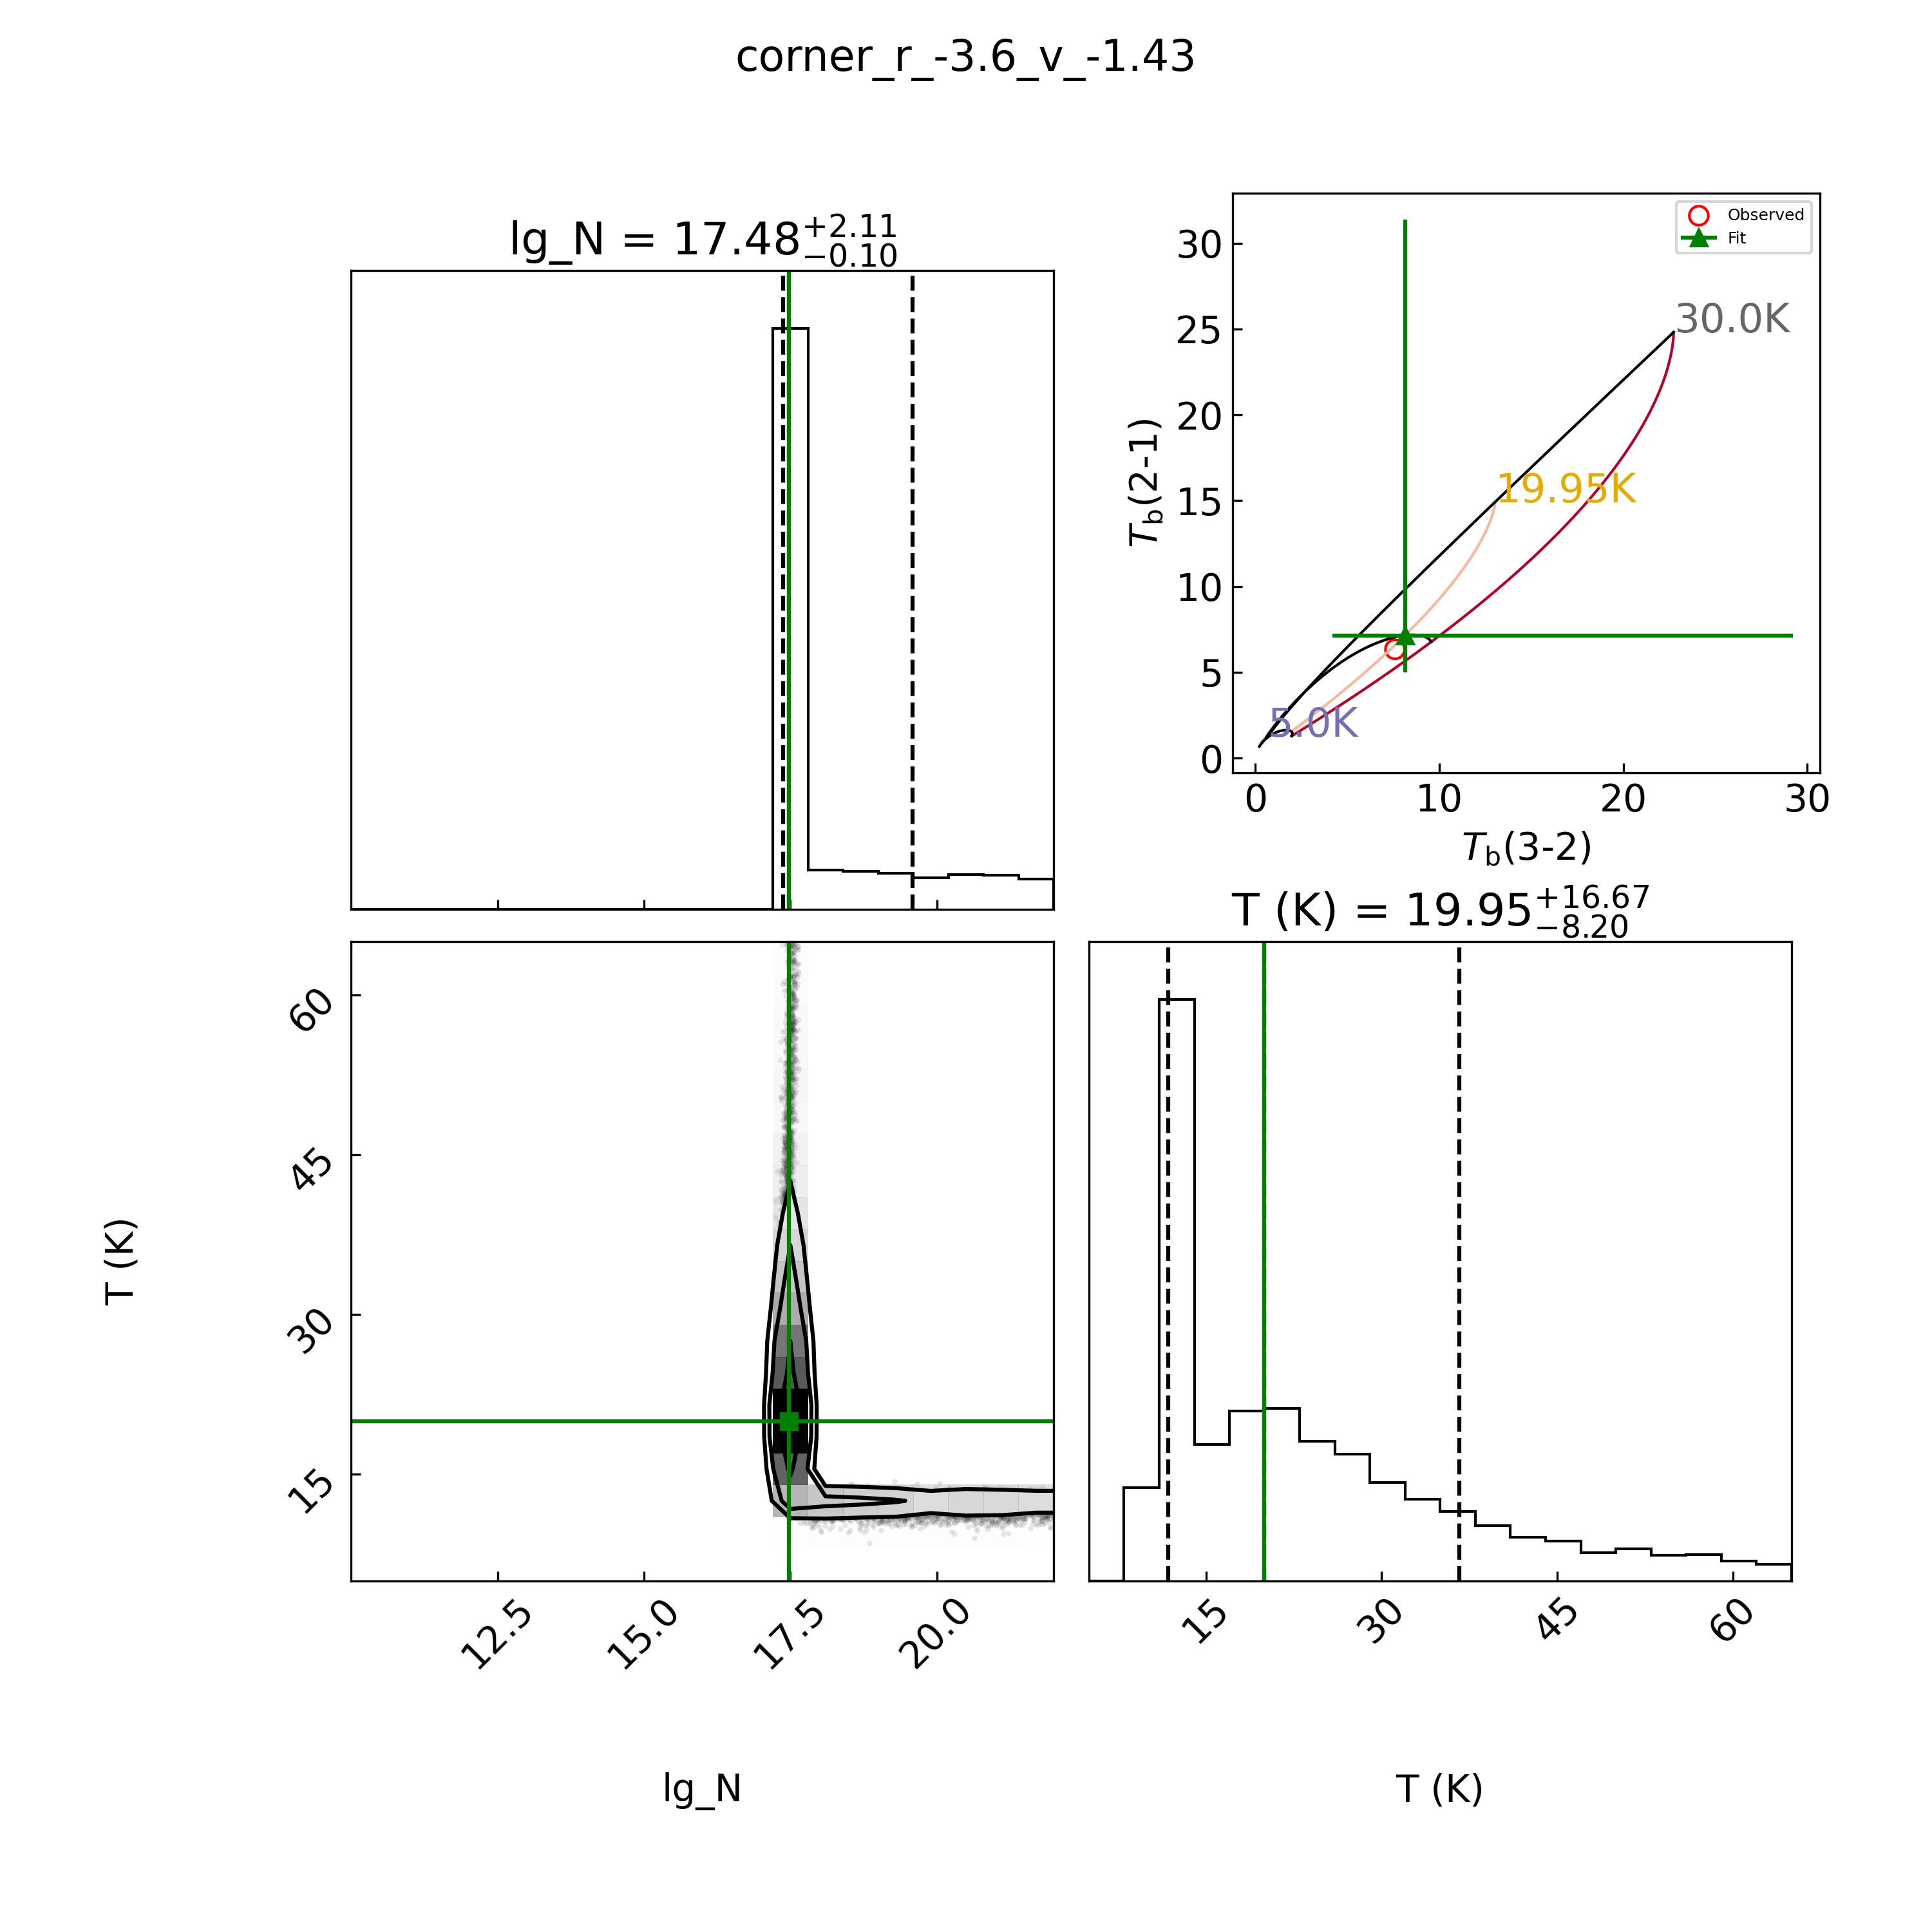 corner_r_-3.6_v_-1.43
lg_N = 17.48+2.11−0.10
30
25
20
15
10
5
0
Tb(2-1)
Observed
Fit
30.0K
19.95K
5.0K
0 10 20 30
Tb(3-2)
T (K) = 19.95+16.67−8.20
60
45
30
15
T (K)
12.5 15.0 17.5 20.0
lg_N
15 30 45 60
T (K)